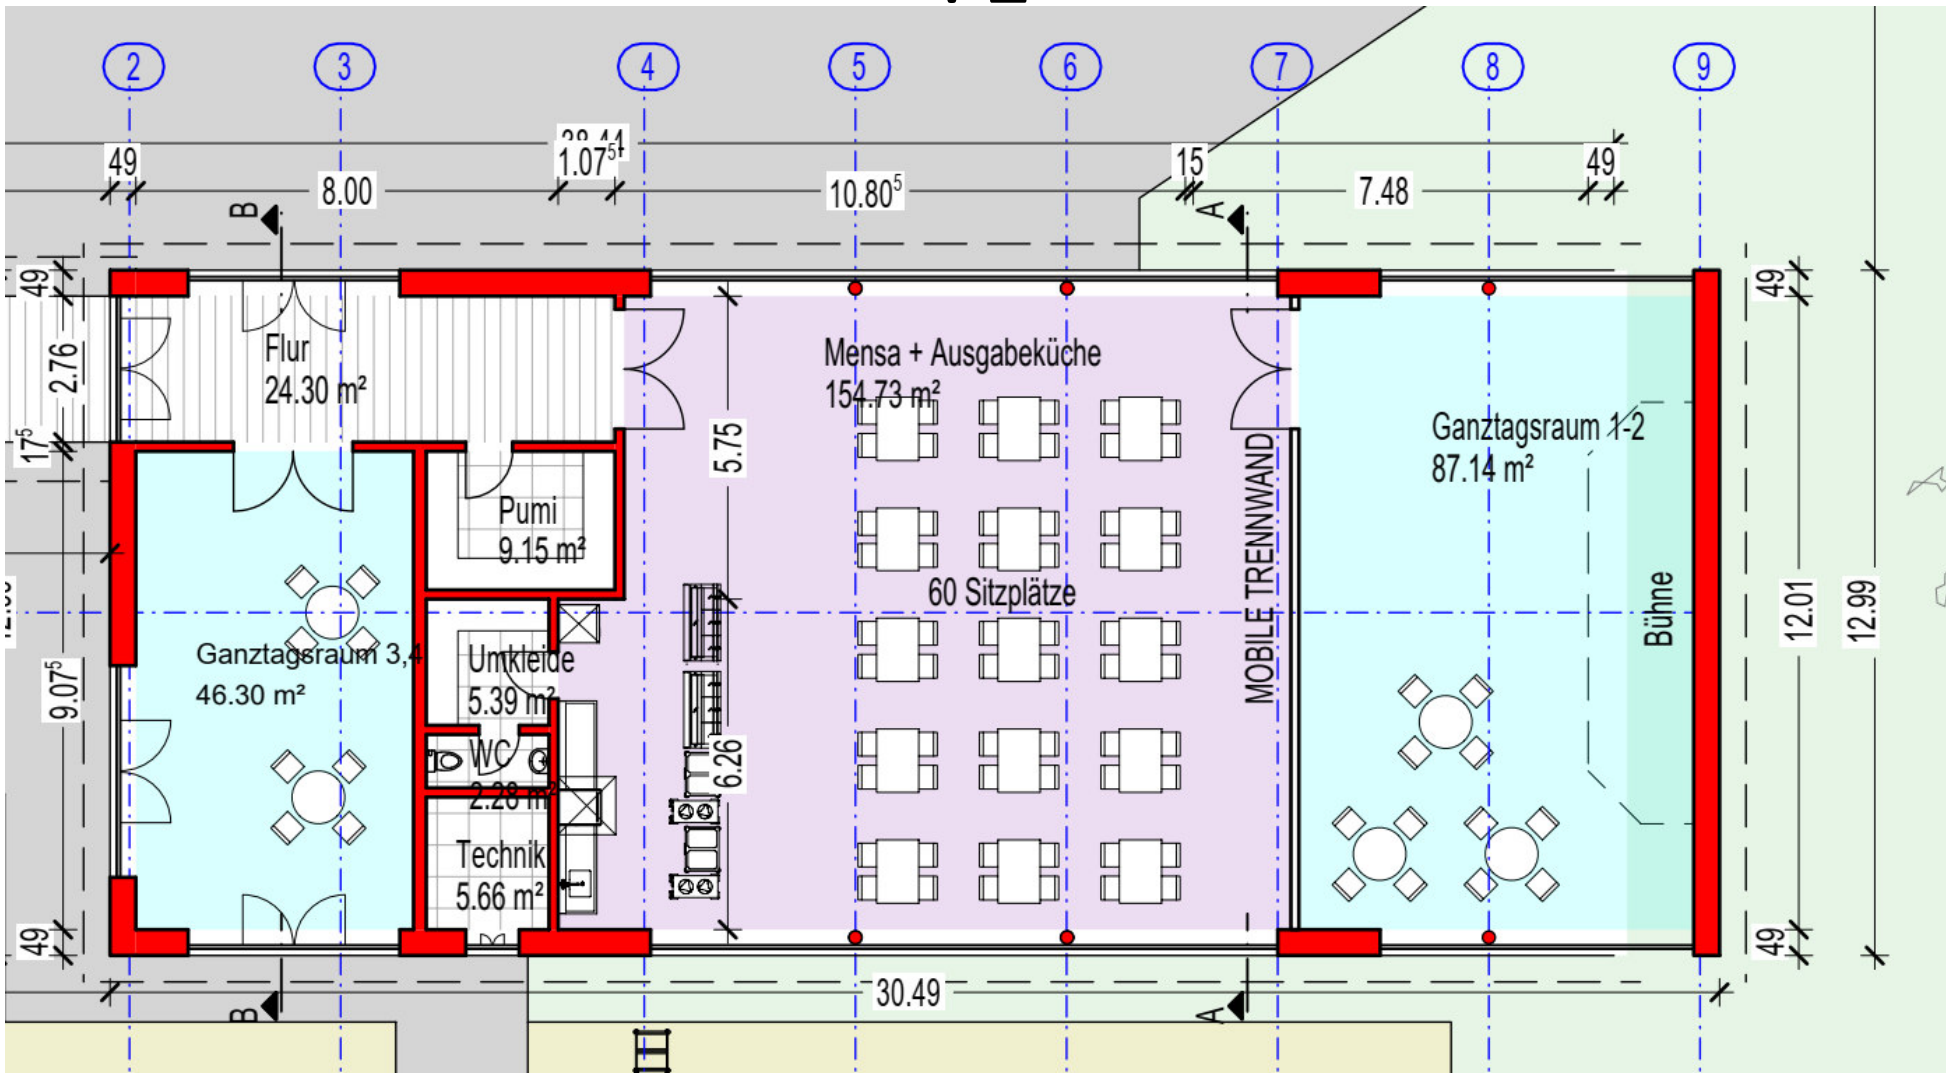 2
3
4
5
6
7
8
9
49
8.00
38.44
1.07⁵
10.80⁵
15
7.48
49
B
A
49
2.76
17⁵
9.07⁵
49
Flur
24.30 m²
Mensa + Ausgabeküche
154.73 m²
Ganztagsraum 1-2
87.14 m²
5.75
Pumi
9.15 m²
60 Sitzplätze
MOBILE TRENNWAND
Bühne
Ganztagsraum 3,4
46.30 m²
Umkleide
5.39 m²
WC
2.28 m²
6.26
Technik
5.66 m²
49
12.01
12.99
49
30.49
B
A